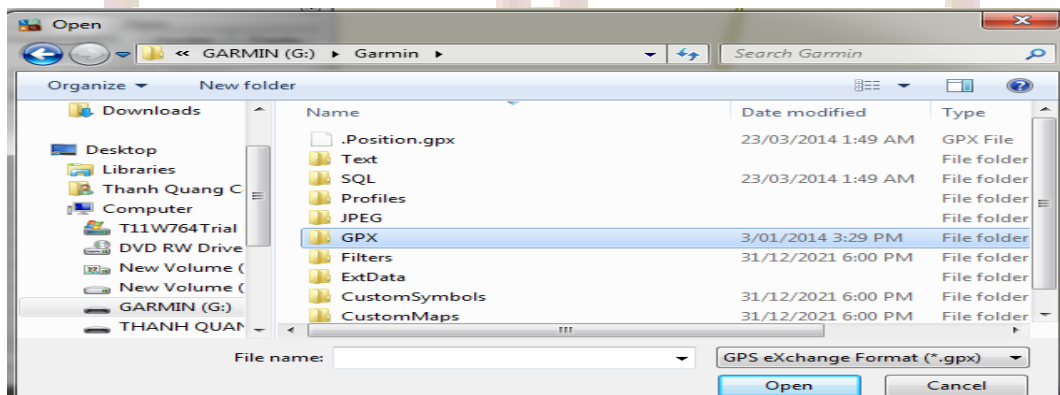 Open
« GARMIN (G:) Garmin Search Garmin
Organize New folder
Name Date modified Type
Downloads
Desktop
Libraries
Thanh Quang C
Computer
T11W764Trial
DVD RW Drive
New Volume (
New Volume (
GARMIN (G:)
THANH QUAN
.Position.gpx 23/03/2014 1:49 AM GPX File
Text File folder
SQL 23/03/2014 1:49 AM File folder
Profiles File folder
JPEG File folder
GPX 3/01/2014 3:29 PM File folder
Filters 31/12/2021 6:00 PM File folder
ExtData File folder
CustomSymbols 31/12/2021 6:00 PM File folder
CustomMaps 31/12/2021 6:00 PM File folder
File name: GPS eXchange Format (*.gpx)
Open Cancel